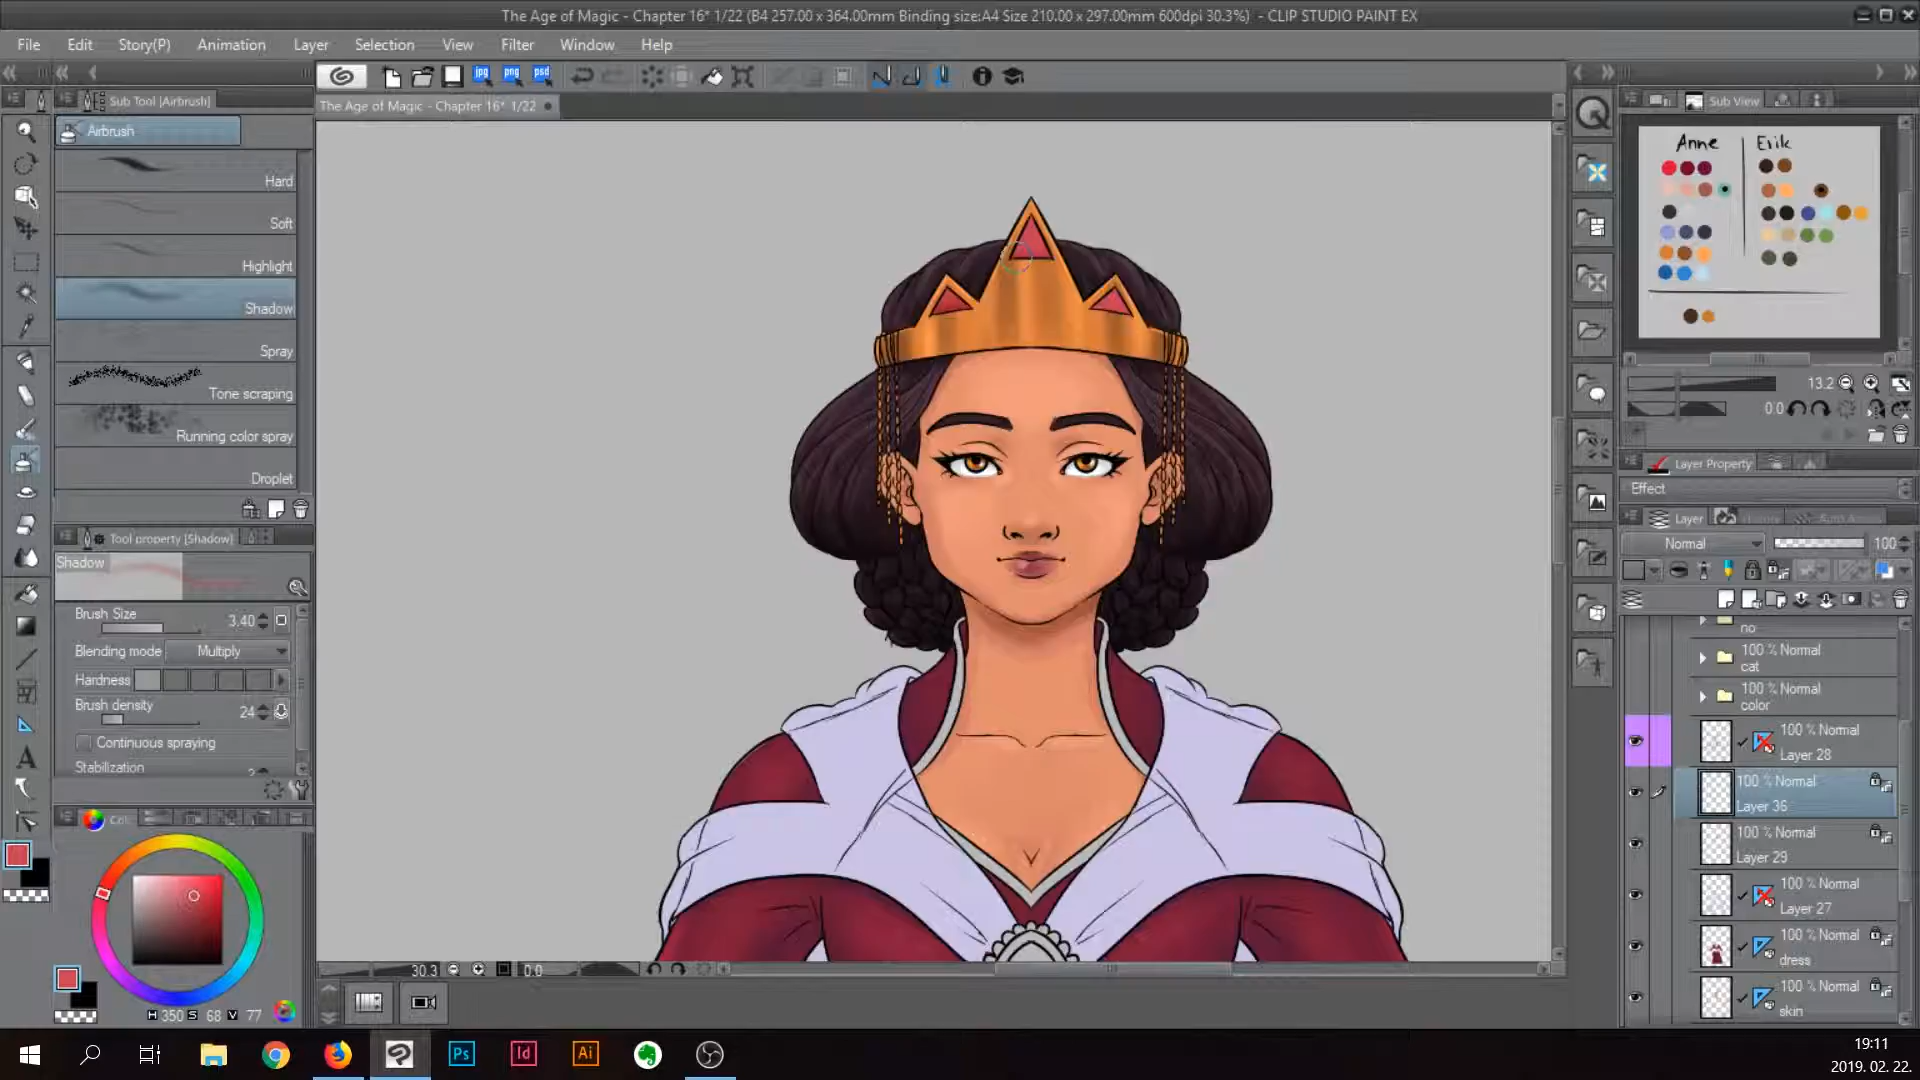 The Age of Magic - Chapter 16* 1/22 (B4 257.00 x 364.00mm Binding size:A4 Size 210.00 x 297.00mm 600dpi 30.3%) - CLIP STUDIO PAINT EX
File Edit Story(P) Animation Layer Selection View Filter Window Help
jpg png psd
Sub Tool [Airbrush]
The Age of Magic - Chapter 16* 1/22
Sub View
Airbrush
Hard
Soft
Highlight
Shadow
Spray
Tone scraping
Running color spray
Droplet
Tool property [Shadow]
Shadow
Brush Size 3.40
Blending mode Multiply
Hardness
Brush density 24
Continuous spraying
Stabilization
H 350 S 68 V 77
30.3 0.0
Anne Erik
13.2
0.0
Layer Property
Effect
Layer
Normal 100
no
100 % Normal
cat
100 % Normal
color
100 % Normal
Layer 28
100 % Normal
Layer 36
100 % Normal
Layer 29
100 % Normal
Layer 27
100 % Normal
dress
100 % Normal
skin
Ps Id Ai
19:11
2019. 02. 22.